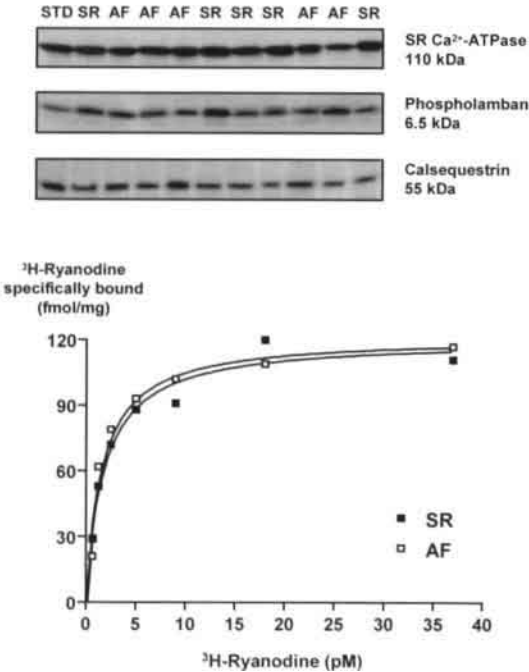 STD SR AF AF AF SR SR SR AF AF SR
SR Ca²⁺-ATPase
110 kDa
Phospholamban
6.5 kDa
Calsequestrin
55 kDa
³H-Ryanodine
specifically bound
(fmol/mg)
120
90
60
30
0
SR
AF
0 5 10 15 20 25 30 35 40
³H-Ryanodine (pM)